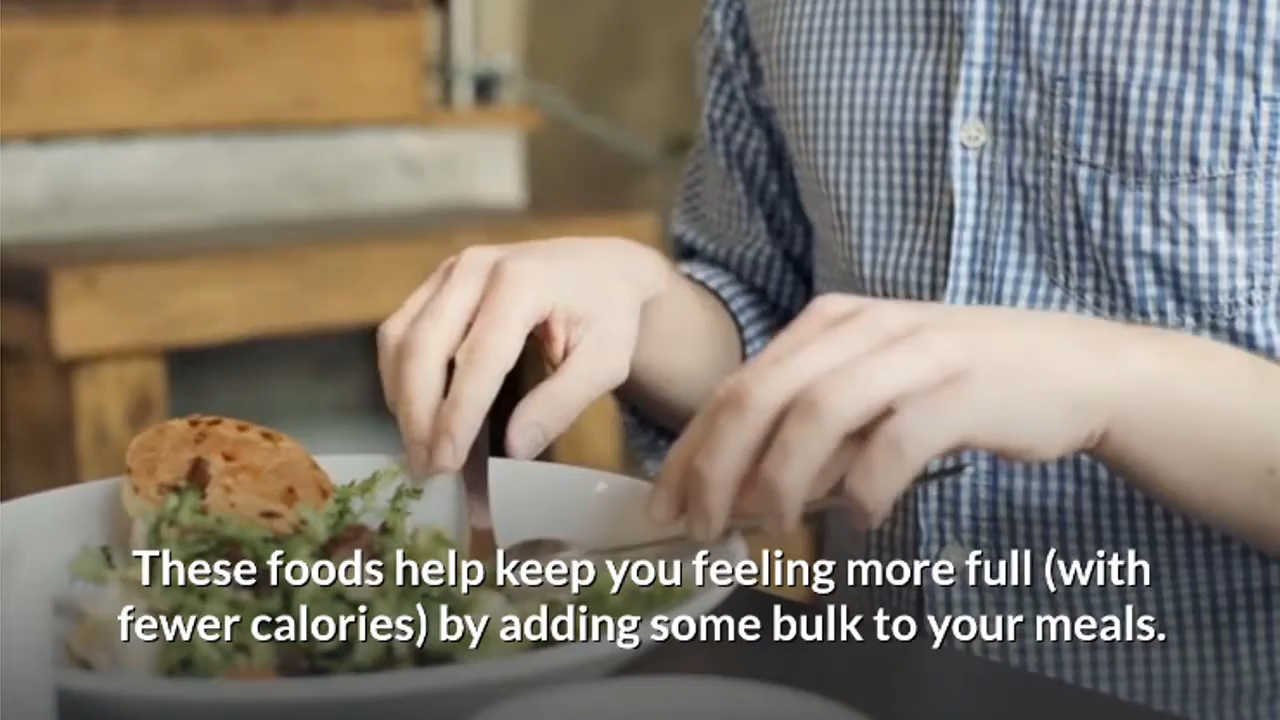 These foods help keep you feeling more full (with
fewer calories) by adding some bulk to your meals.